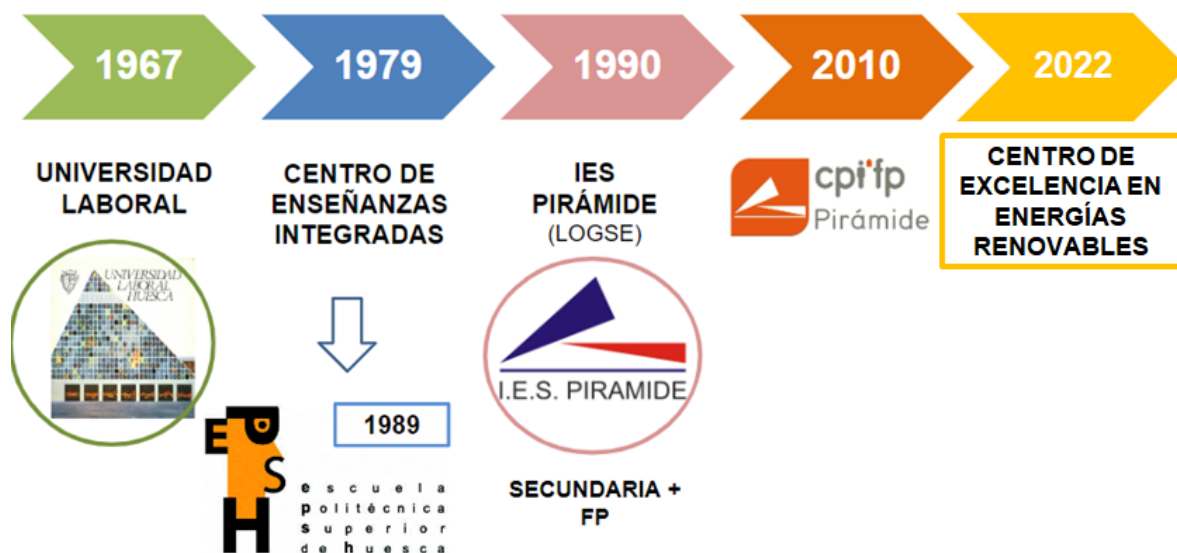 1967
1979
1990
2010
2022
UNIVERSIDAD
LABORAL
UNIVERSIDAD
LABORAL
HUESCA
CENTRO DE
ENSEÑANZAS
INTEGRADAS
1989
EPSH
escuela
politécnica
superior
de huesca
IES
PIRÁMIDE
(LOGSE)
I.E.S. PIRAMIDE
SECUNDARIA +
FP
cpi'fp
Pirámide
CENTRO DE
EXCELENCIA EN
ENERGÍAS
RENOVABLES